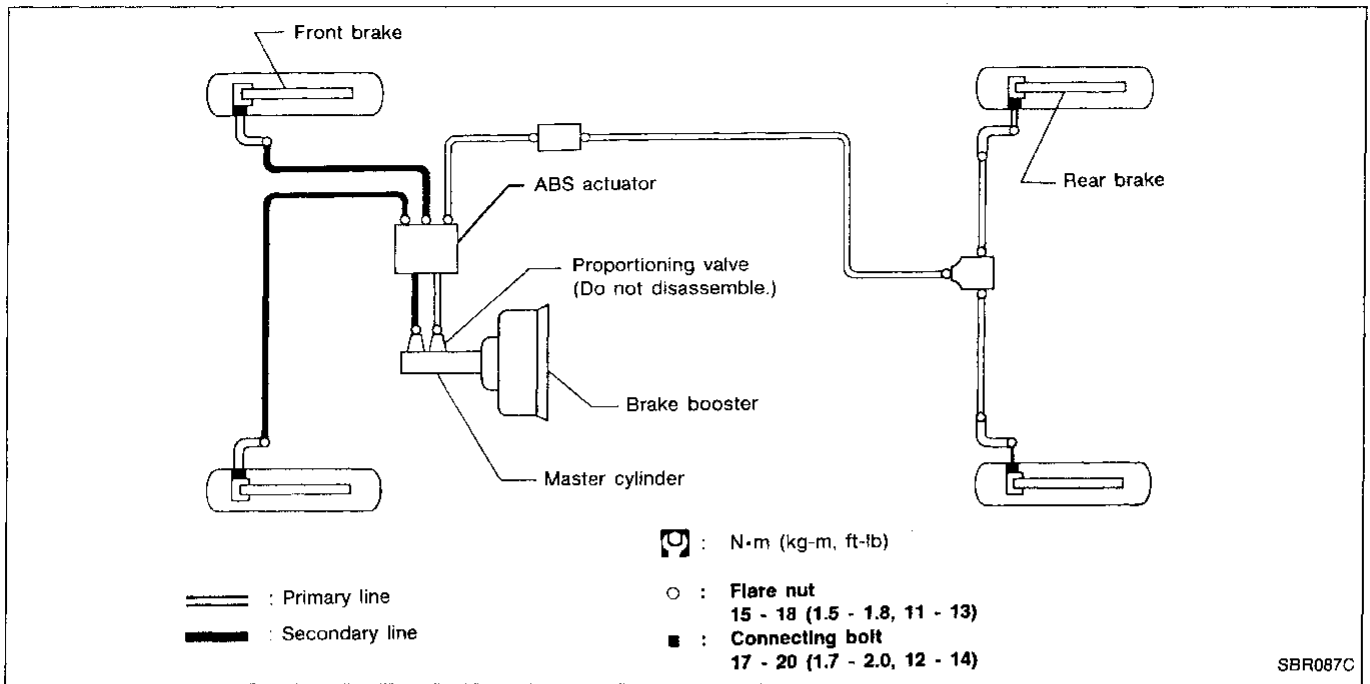 Front brake
ABS actuator
Rear brake
Proportioning valve
(Do not disassemble.)
Brake booster
Master cylinder
: N•m (kg-m, ft-lb)
: Primary line
: Secondary line
: Flare nut
15 - 18 (1.5 - 1.8, 11 - 13)
: Connecting bolt
17 - 20 (1.7 - 2.0, 12 - 14)
SBR087C